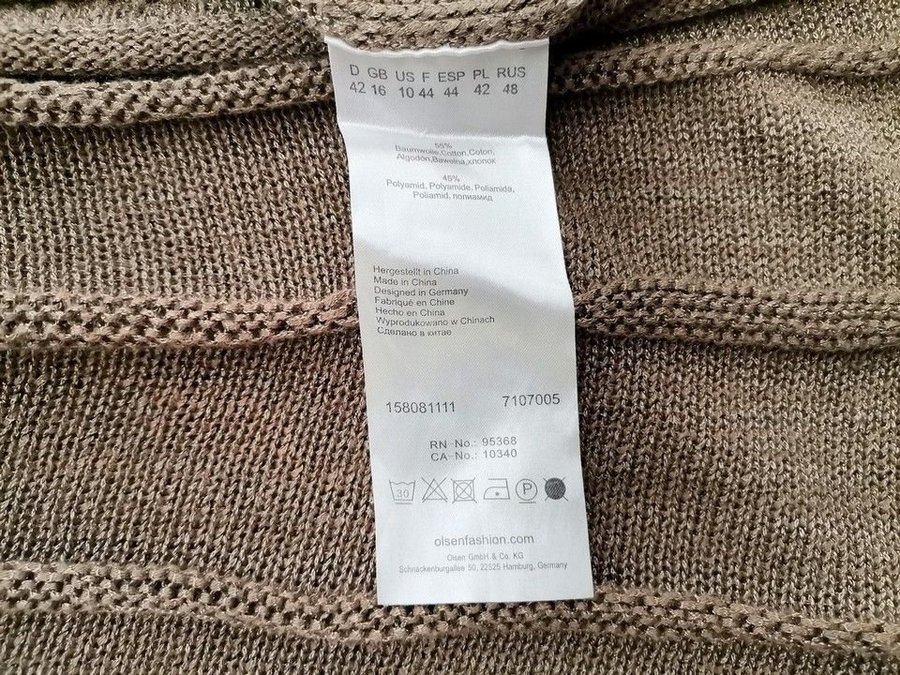 D GB US F ESP PL RUS
42 16 10 44 44 42 48
55%
Baumwolle,Cotton,Coton,
Algodón,Bawełna,хлопок
45%
Polyamid, Polyamide, Poliamida,
Poliamid, полиамид
Hergestellt in China
Made in China
Designed in Germany
Fabriqué en Chine
Hecho en China
Wyprodukowano w Chinach
Сделано в китае
158081111 7107005
RN-No.: 95368
CA-No.: 10340
30 P
olsenfashion.com
Olsen GmbH & Co. KG
Schnackenburgallee 50, 22525 Hamburg, Germany